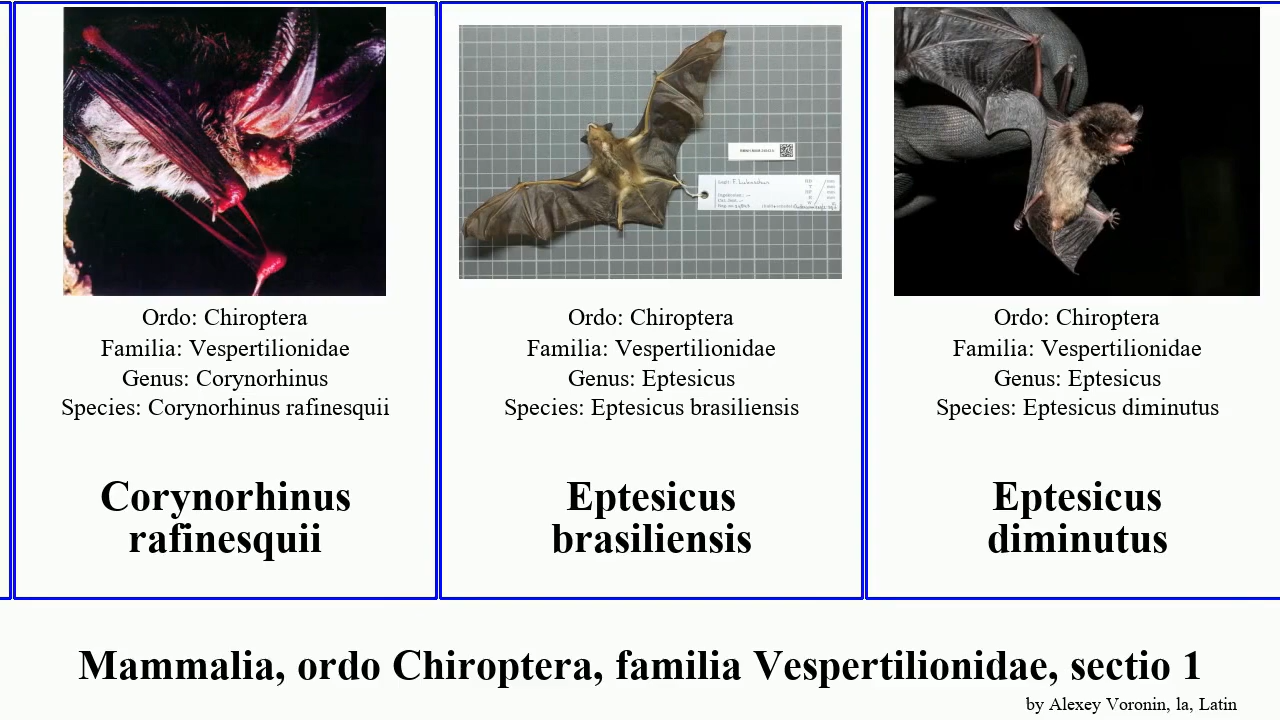 Ordo: Chiroptera
Familia: Vespertilionidae
Genus: Corynorhinus
Species: Corynorhinus rafinesquii
Corynorhinus
rafinesquii
Ordo: Chiroptera
Familia: Vespertilionidae
Genus: Eptesicus
Species: Eptesicus brasiliensis
Eptesicus
brasiliensis
Ordo: Chiroptera
Familia: Vespertilionidae
Genus: Eptesicus
Species: Eptesicus diminutus
Eptesicus
diminutus
Mammalia, ordo Chiroptera, familia Vespertilionidae, sectio 1
by Alexey Voronin, la, Latin